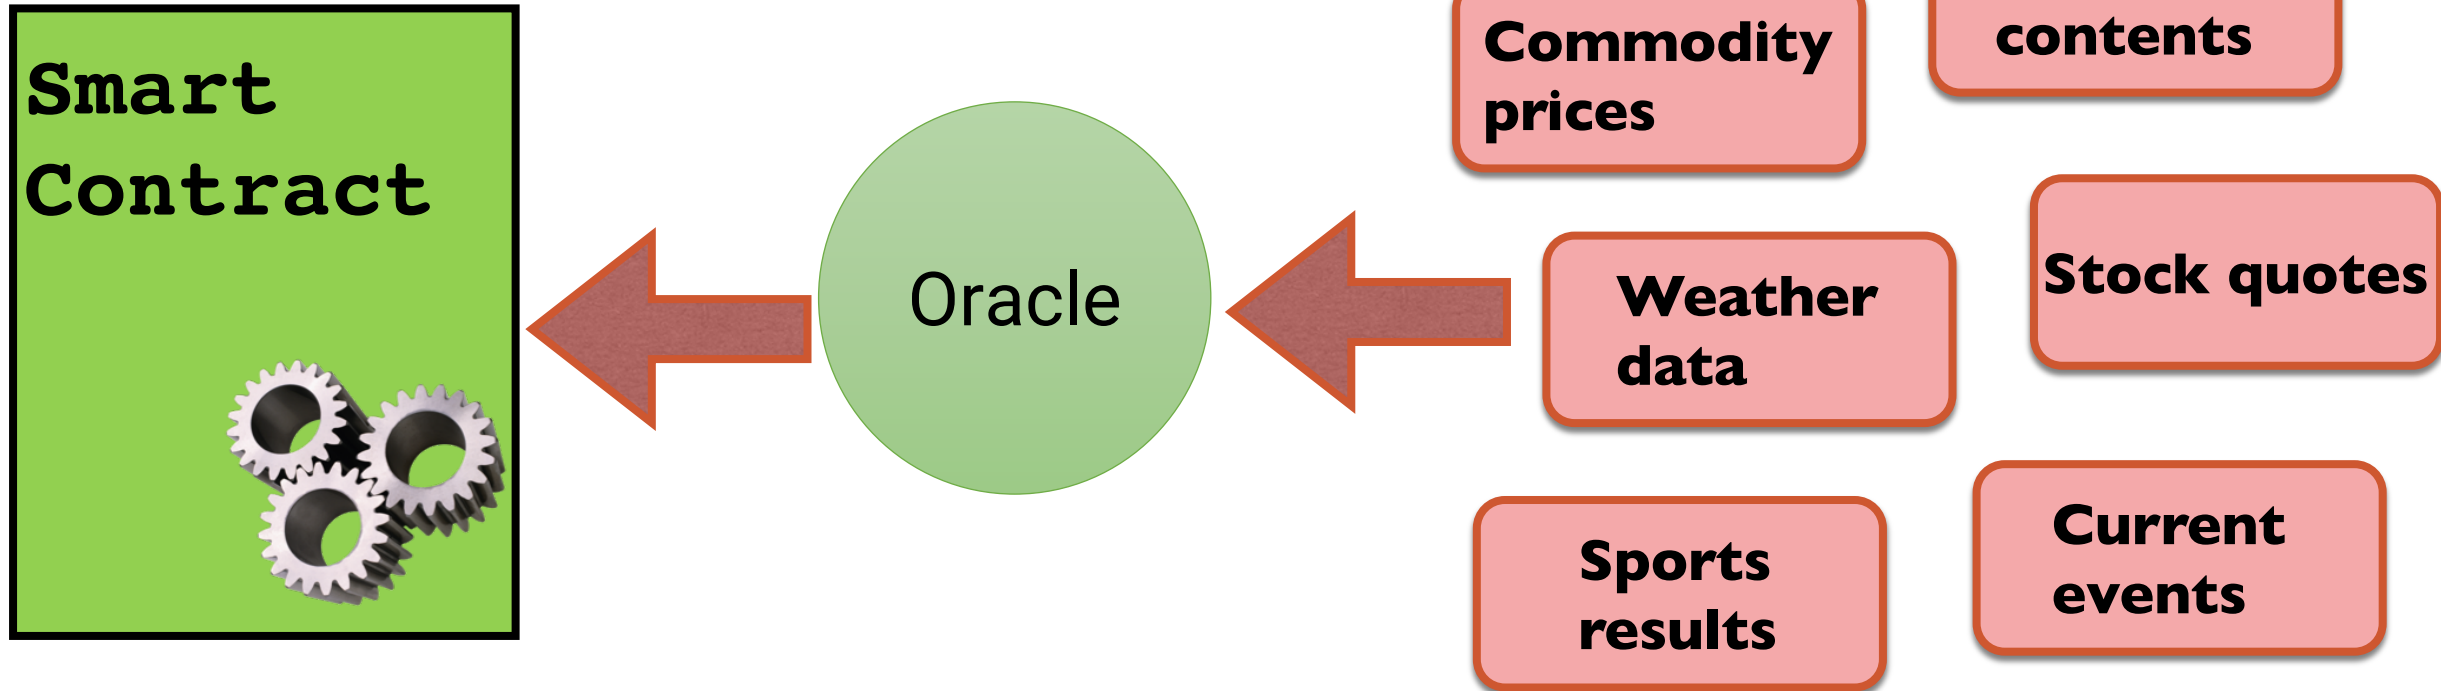 Smart
Contract
Oracle
Commodity
prices
contents
Weather
data
Stock quotes
Sports
results
Current
events